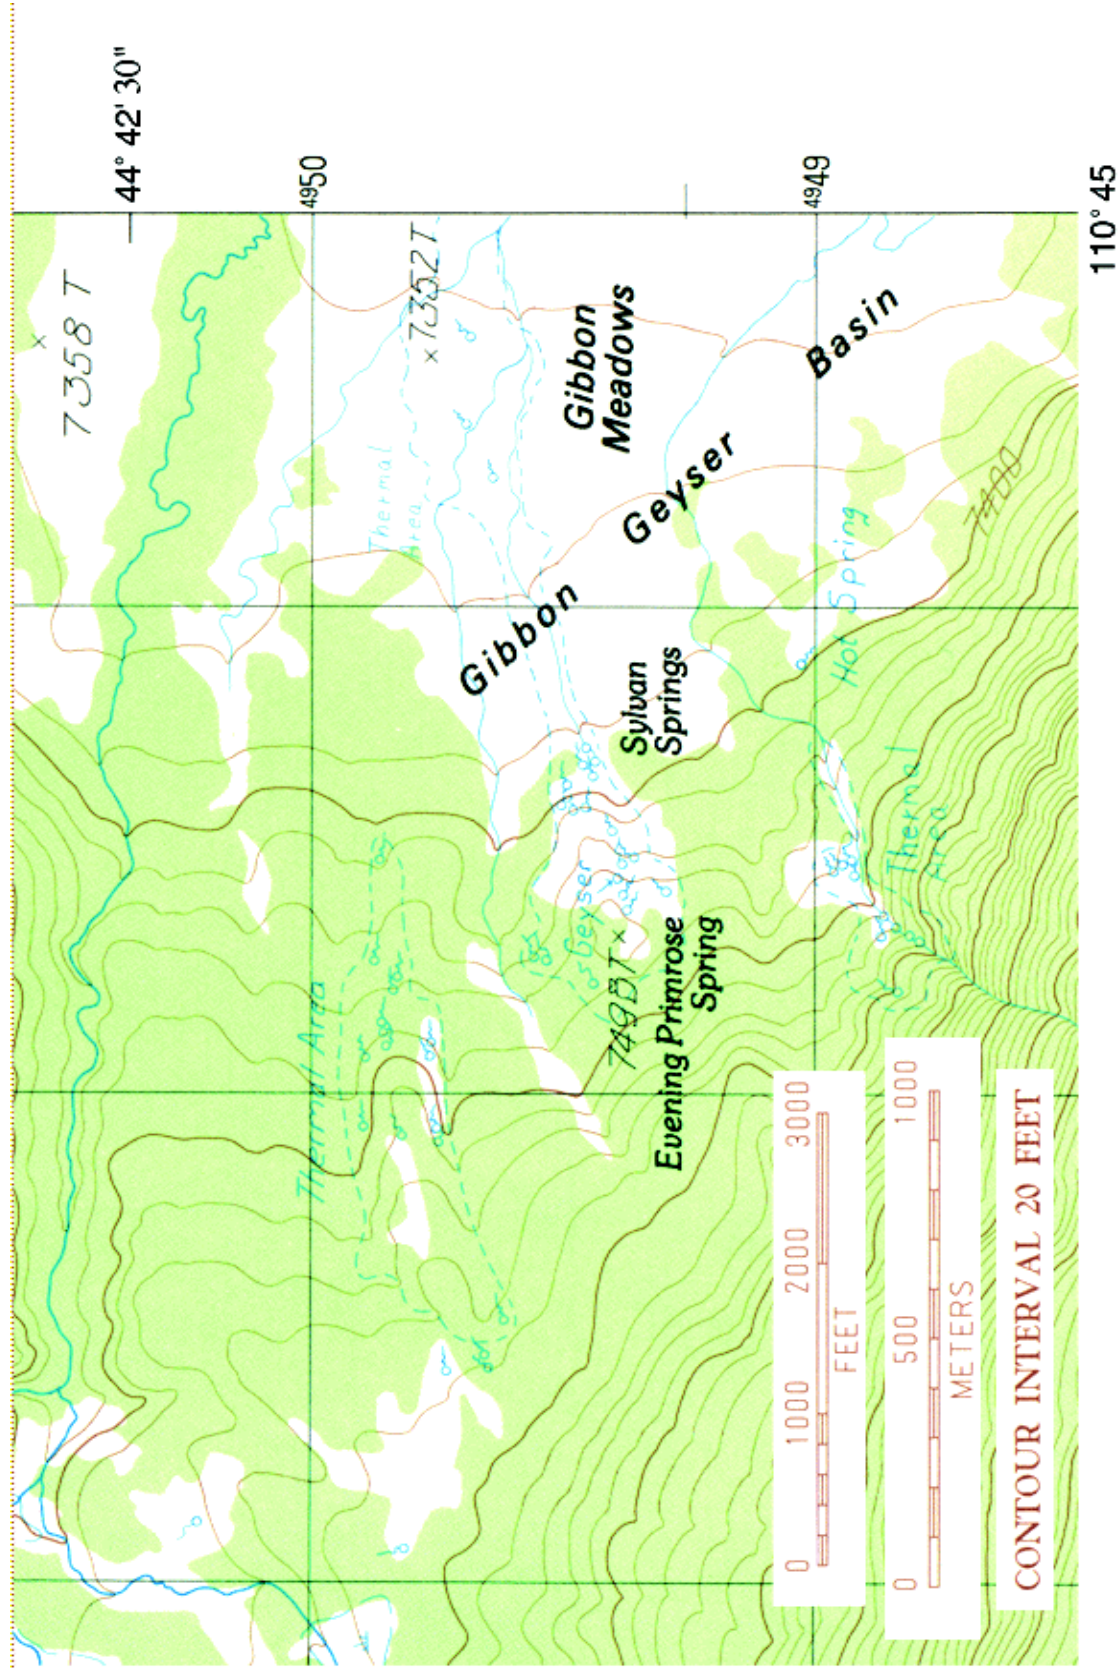 44° 42' 30"
7358 T
4950
7352 T
Thermal
Area
Gibbon
Meadows
4949
110° 45
Gibbon Geyser Basin
7400
Hot Spring
Sylvan
Springs
Thermal
Area
Geyser
7498T
Evening Primrose
Spring
Thermal Area
0 1000 2000 3000
FEET
0 500 1000
METERS
CONTOUR INTERVAL 20 FEET